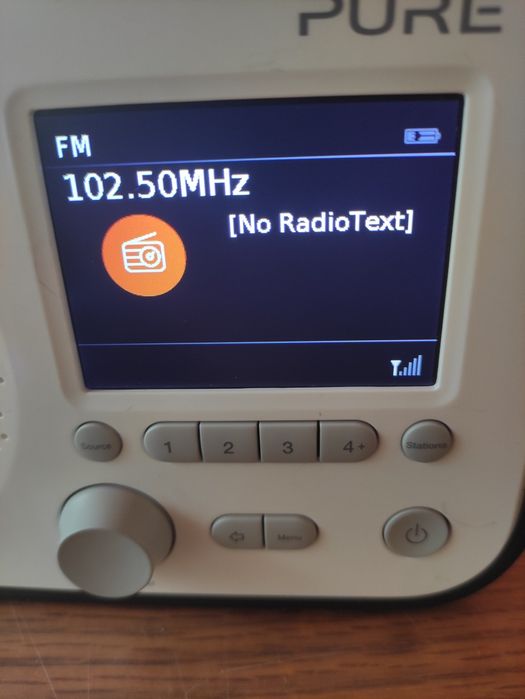 PURE
FM
102.50MHz
[No RadioText]
Source
1 2 3 4+
Stations
Menu